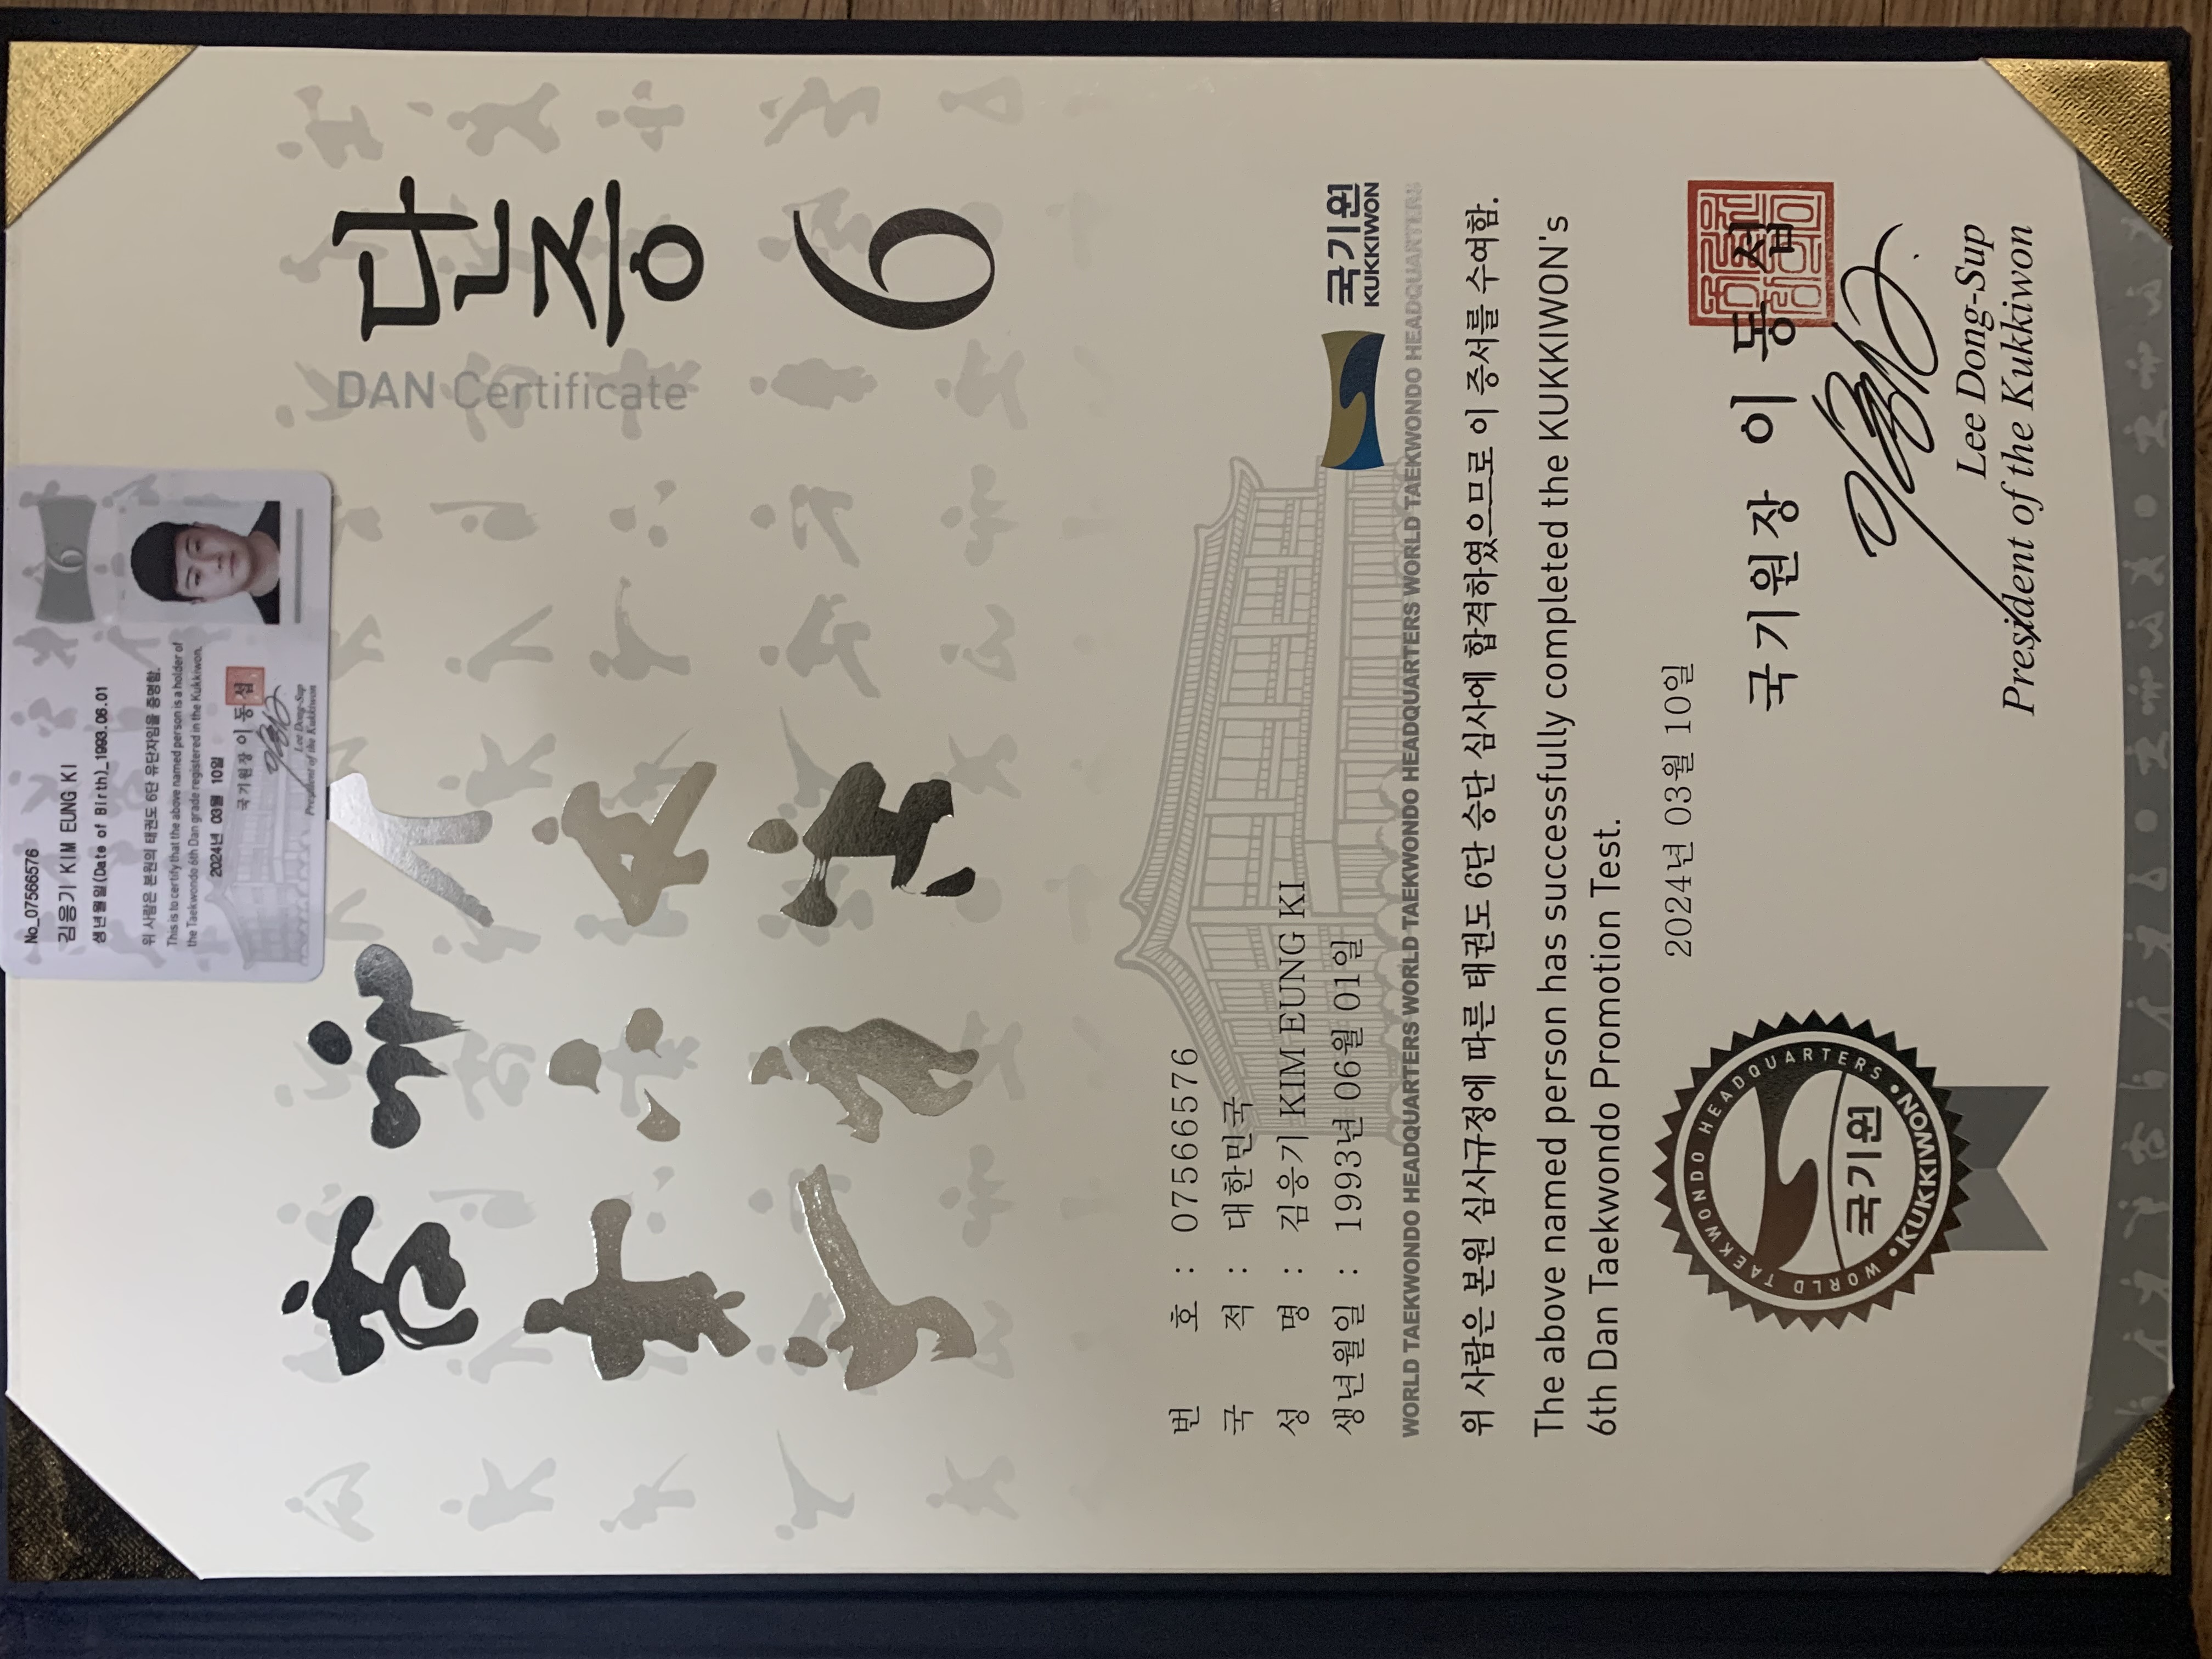 No_07566576
김응기 KIM EUNG KI
생년월일(Date of Birth)_1993.06.01
위 사람은 본원의 태권도 6단 유단자임을 증명함.
This is to certify that the above named person is a holder of
the Taekwondo 6th Dan grade registered in the Kukkiwon.
2024년 03월 10일
국기원장 이동섭
Lee Dong-Sup
President of the Kukkiwon
6
단증
DAN Certificate
6
번 호 : 07566576
국 적 : 대한민국
성 명 : 김응기 KIM EUNG KI
생년월일 : 1993년 06월 01일
국기원
KUKKIWON
WORLD TAEKWONDO HEADQUARTERS WORLD TAEKWONDO HEADQUARTERS WORLD TAEKWONDO HEADQUARTERS WORLD TAEKWONDO HEADQUARTERS
위 사람은 본원 심사규정에 따른 태권도 6단 승단 심사에 합격하였으므로 이 증서를 수여함.
The above named person has successfully completed the KUKKIWON's
6th Dan Taekwondo Promotion Test.
2024년 03월 10일
국기원장 이동섭
Lee Dong-Sup
President of the Kukiwon
WORLD TAEKWONDO HEADQUARTERS
국기원
KUKKIWON